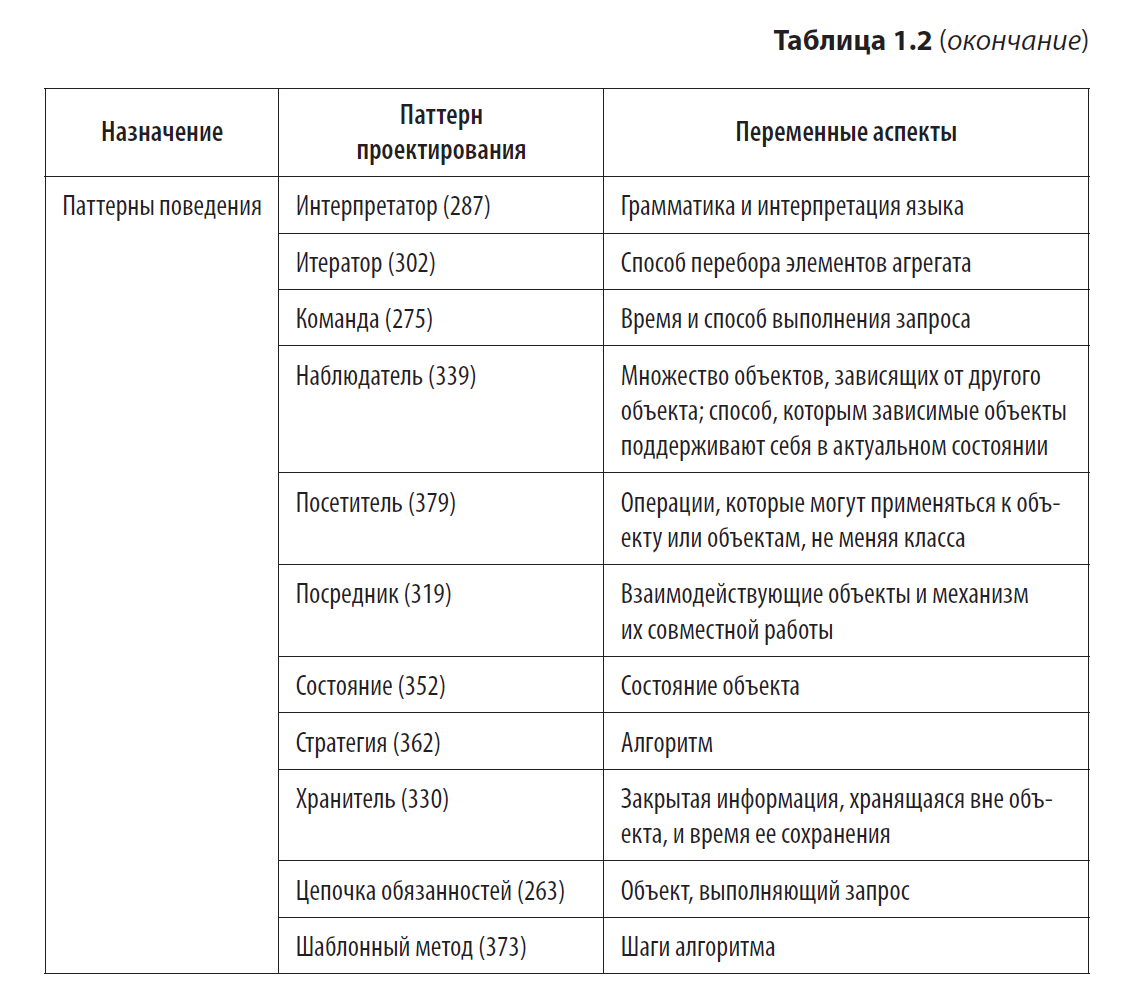 Таблица 1.2 (окончание)
Назначение
Паттерн
проектирования
Переменные аспекты
Паттерны поведения
Интерпретатор (287)
Грамматика и интерпретация языка
Итератор (302)
Способ перебора элементов агрегата
Команда (275)
Время и способ выполнения запроса
Наблюдатель (339)
Множество объектов, зависящих от другого
объекта; способ, которым зависимые объекты
поддерживают себя в актуальном состоянии
Посетитель (379)
Операции, которые могут применяться к объ-
екту или объектам, не меняя класса
Посредник (319)
Взаимодействующие объекты и механизм
их совместной работы
Состояние (352)
Состояние объекта
Стратегия (362)
Алгоритм
Хранитель (330)
Закрытая информация, хранящаяся вне объ-
екта, и время ее сохранения
Цепочка обязанностей (263)
Объект, выполняющий запрос
Шаблонный метод (373)
Шаги алгоритма